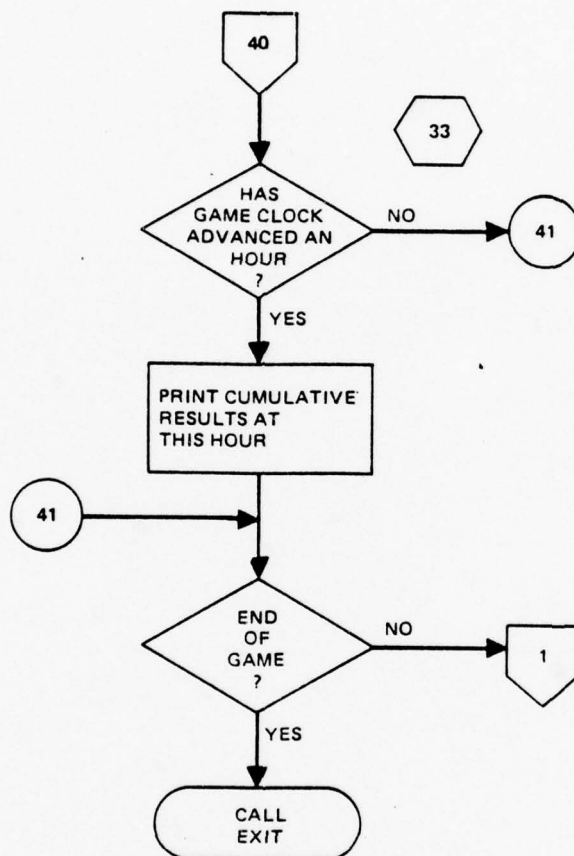 40
33
HAS
GAME CLOCK
ADVANCED AN
HOUR
?
NO
41
YES
PRINT CUMULATIVE
RESULTS AT
THIS HOUR
41
END
OF
GAME
?
NO
1
YES
CALL
EXIT